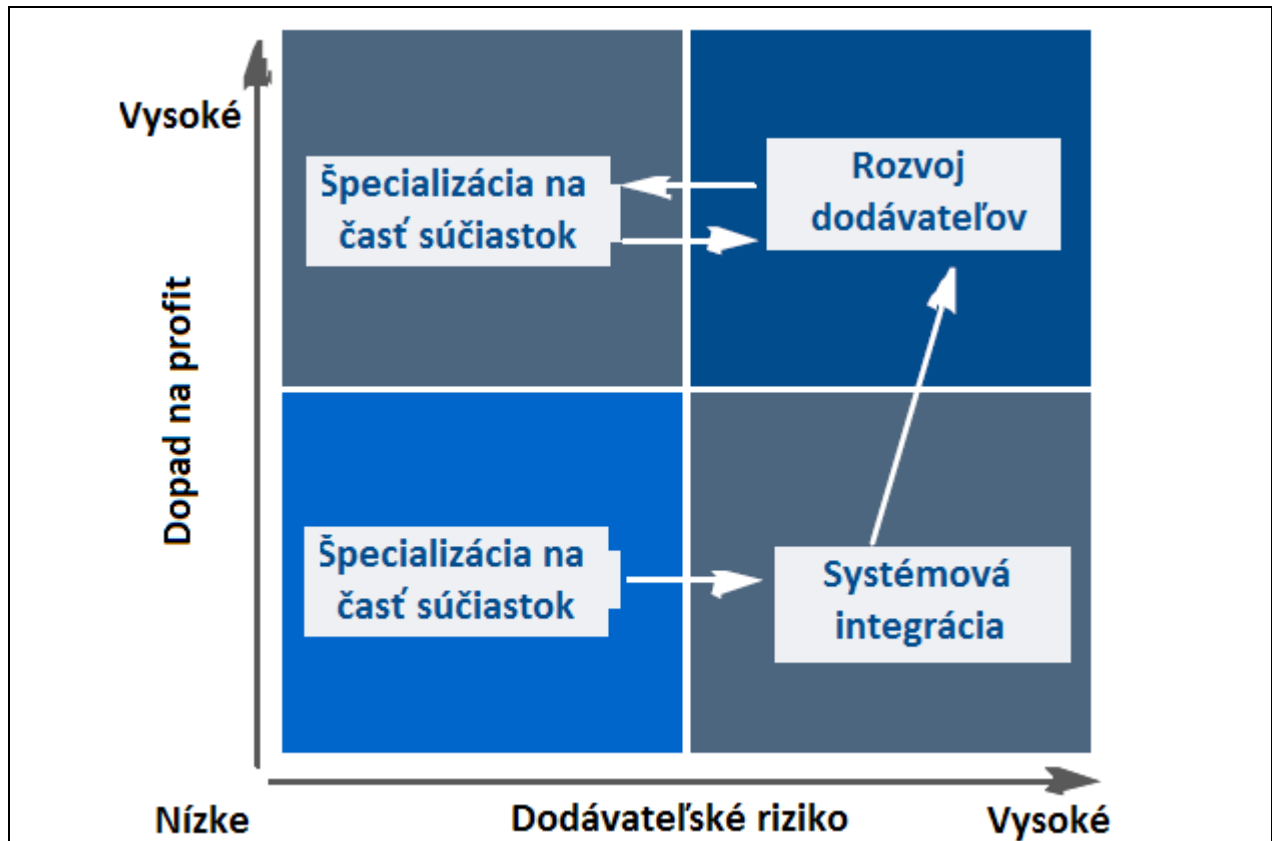 Vysoké
Špecializácia na
časť súčiastok
Rozvoj
dodávateľov
Dopad na profit
Špecializácia na
časť súčiastok
Systémová
integrácia
Nízke
Dodávateľské riziko
Vysoké